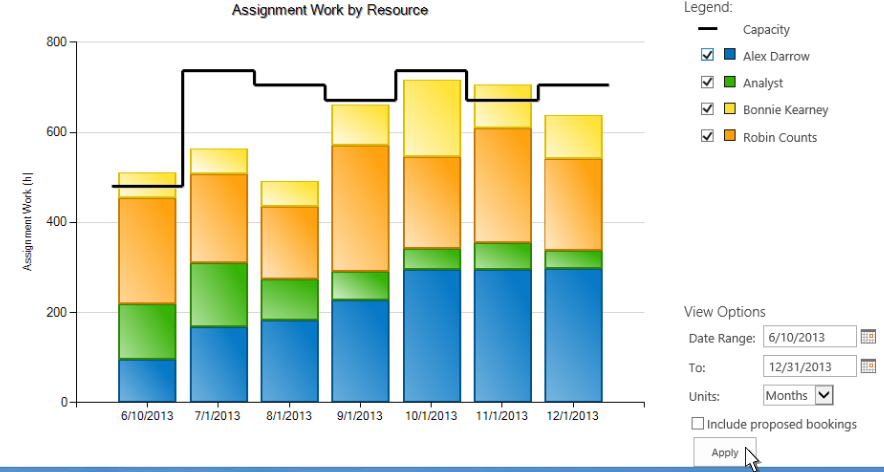 Assignment Work by Resource
Assignment Work (h)
800
600
400
200
0
6/10/2013 7/1/2013 8/1/2013 9/1/2013 10/1/2013 11/1/2013 12/1/2013
Legend:
Capacity
Alex Darrow
Analyst
Bonnie Kearney
Robin Counts
View Options
Date Range: 6/10/2013
To: 12/31/2013
Units: Months
Include proposed bookings
Apply